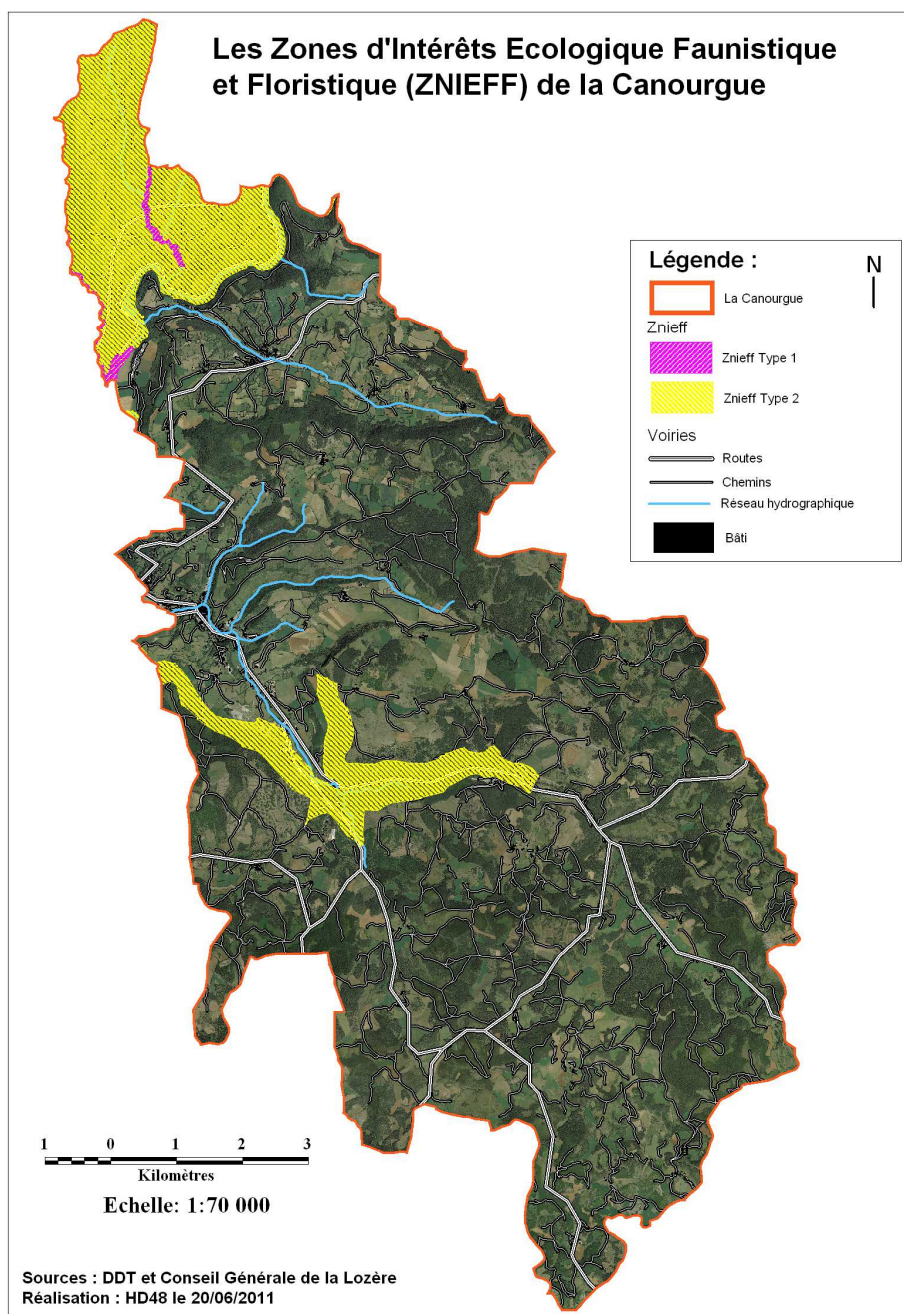 Les Zones d'Intérêts Ecologique Faunistique
et Floristique (ZNIEFF) de la Canourgue
Légende :
N
La Canourgue
Znieff
Znieff Type 1
Znieff Type 2
Voiries
Routes
Chemins
Réseau hydrographique
Bâti
1 0 1 2 3
Kilomètres
Echelle: 1:70 000
Sources : DDT et Conseil Générale de la Lozère
Réalisation : HD48 le 20/06/2011